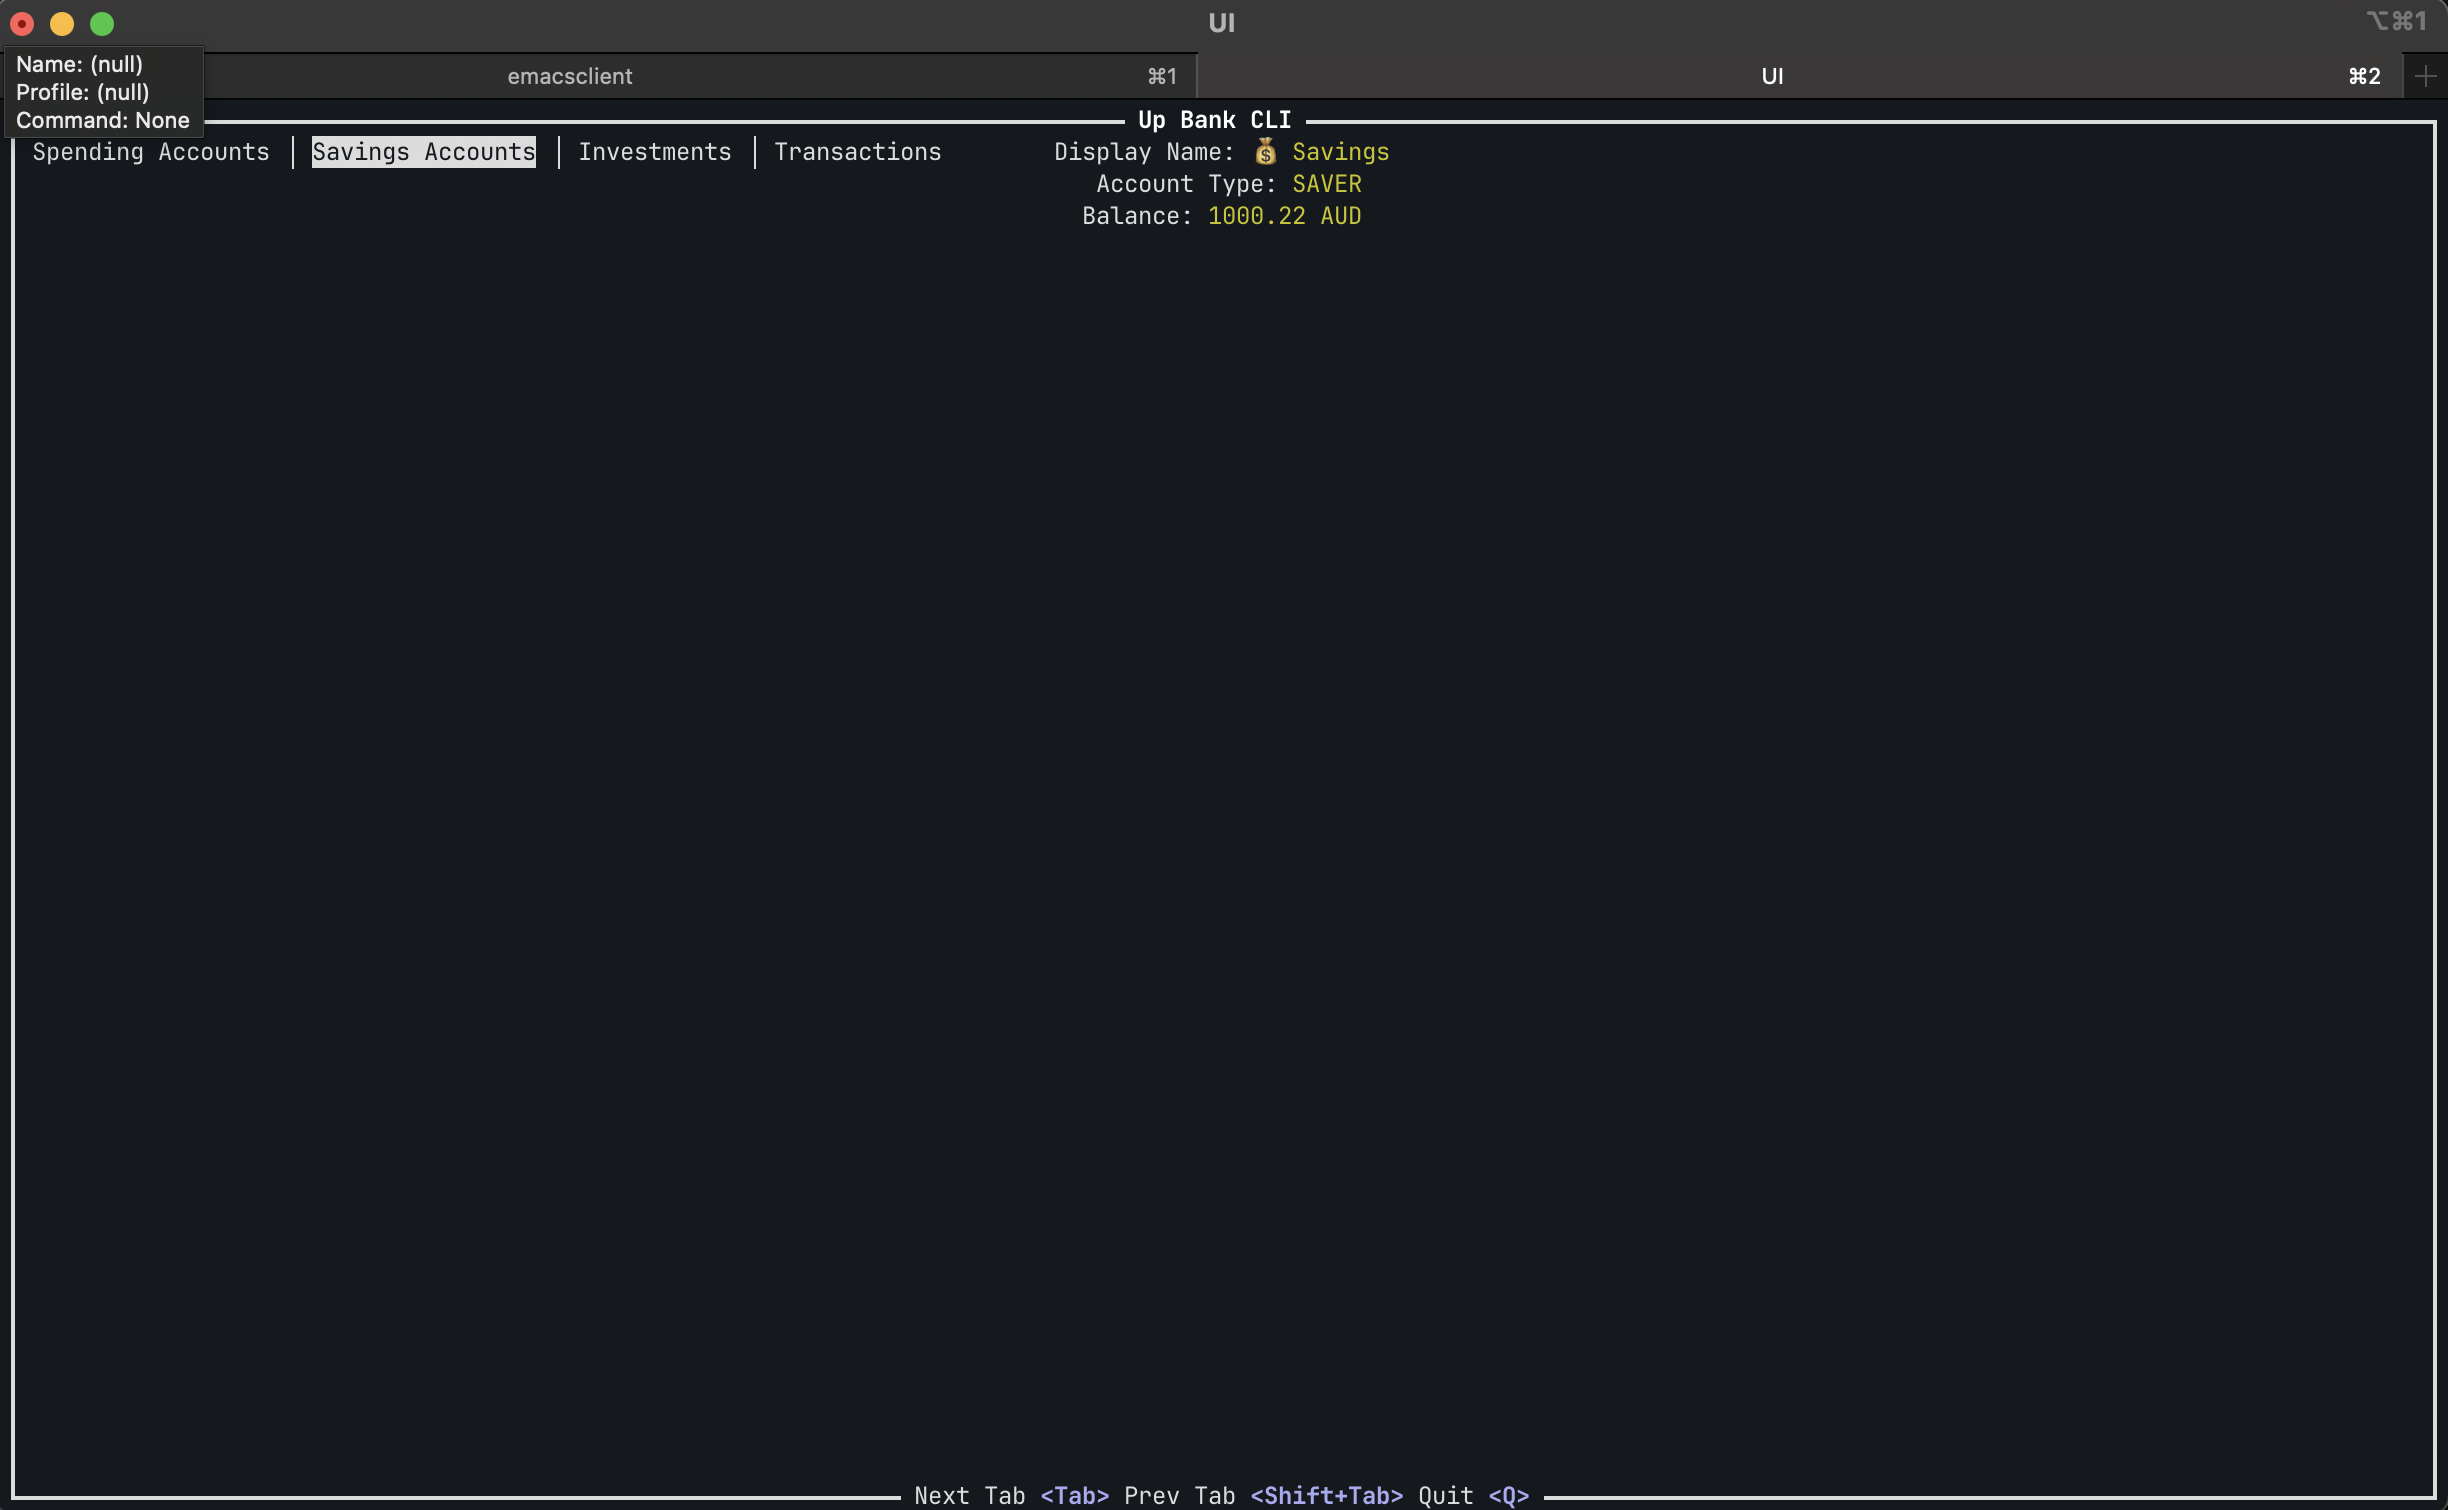 UI
⌥⌘1
Name: (null)
Profile: (null)
Command: None
emacsclient ⌘1
UI ⌘2
Up Bank CLI
Spending Accounts │ Savings Accounts │ Investments │ Transactions
Display Name: 💰 Savings
Account Type: SAVER
Balance: 1000.22 AUD
Next Tab <Tab> Prev Tab <Shift+Tab> Quit <Q>